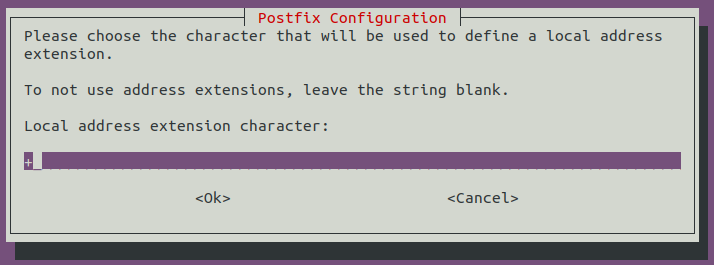 Postfix Configuration
Please choose the character that will be used to define a local address
extension.
To not use address extensions, leave the string blank.
Local address extension character:
+
<Ok> <Cancel>